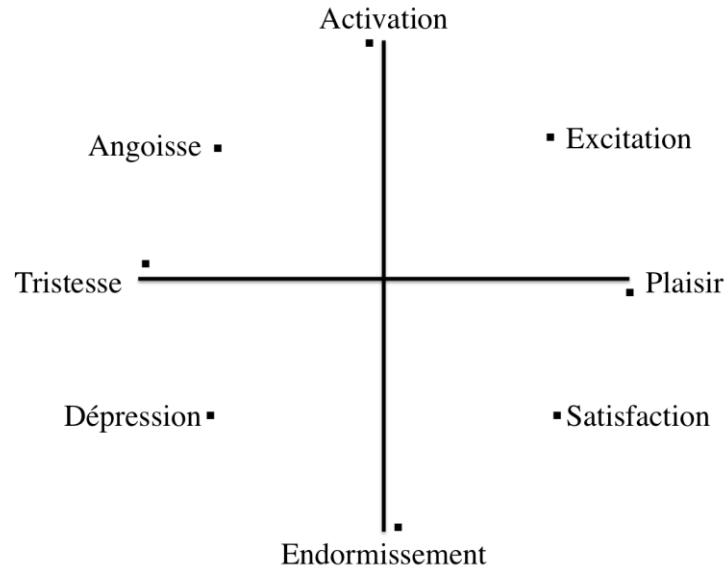 Activation
Angoisse
Excitation
Tristesse
Plaisir
Dépression
Satisfaction
Endormissement